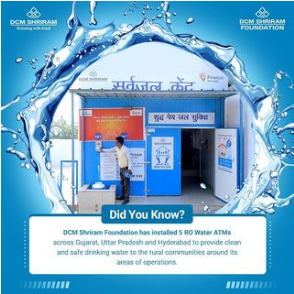 DCM SHRIRAM
Growing with trust
DCM SHRIRAM
FOUNDATION
सर्वजल केंद्र
Piramal
शुद्ध पेय जल सुविधा
Did You Know?
DCM Shriram Foundation has installed 5 RO Water ATMs
across Gujarat, Uttar Pradesh and Hyderabad to provide clean
and safe drinking water to the rural communities around its
areas of operations.